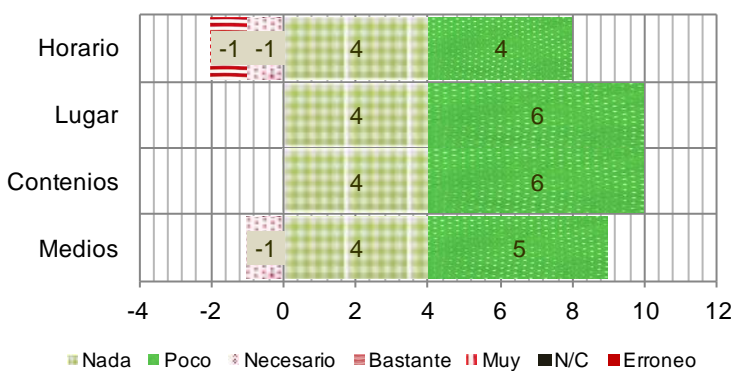 Horario -1 -1 4 4
Lugar 4 6
Contenios 4 6
Medios -1 4 5
-4 -2 0 2 4 6 8 10 12
Nada Poco Necesario Bastante Muy N/C Erroneo